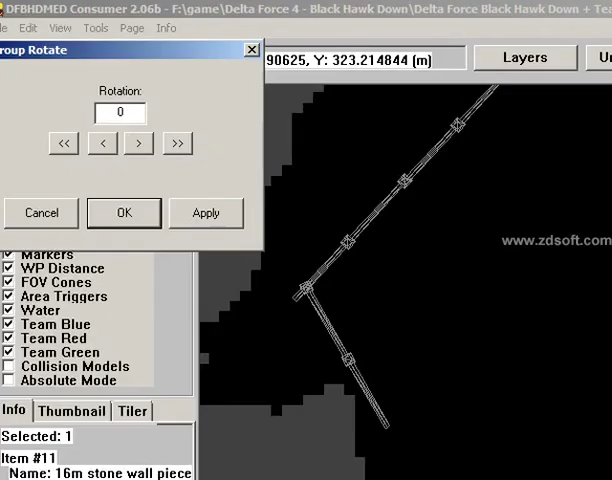 DFBHDMED Consumer 2.06b - F:\game\Delta Force 4 - Black Hawk Down\Delta Force Black Hawk Down + Tea
Edit View Tools Page Info
roup Rotate
90625, Y: 323.214844 (m)
Layers
Rotation:
0
<< < > >>
Cancel OK Apply
www.zdsoft.com
Markers
WP Distance
FOV Cones
Area Triggers
Water
Team Blue
Team Red
Team Green
Collision Models
Absolute Mode
Info Thumbnail Tiler
Selected: 1
Item #11
Name: 16m stone wall piece